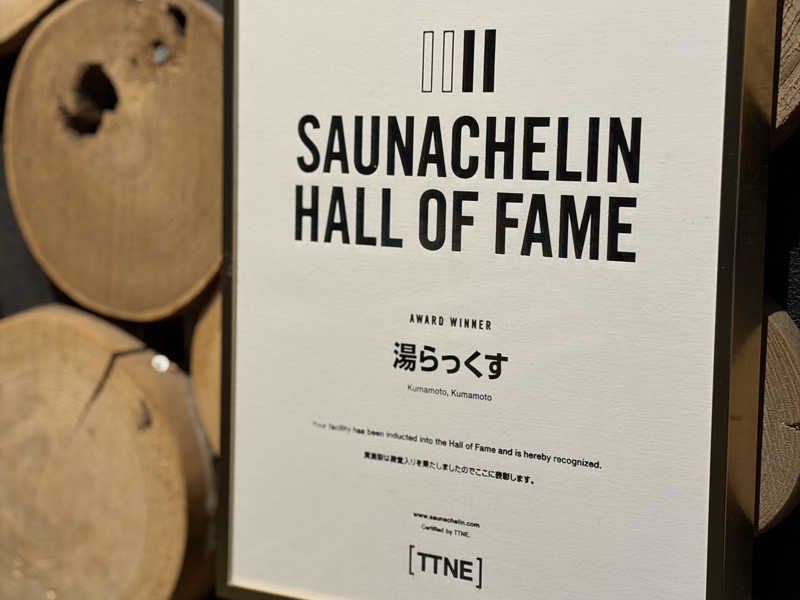 SAUNACHELIN
HALL OF FAME
AWARD WINNER
湯らっくす
Kumamoto, Kumamoto
Your facility has been inducted into the Hall of Fame and is hereby recognized.
貴施設は殿堂入りを果たしましたのでここに表彰します。
www.saunachelin.com
Certified by TTNE.
[TTNE]